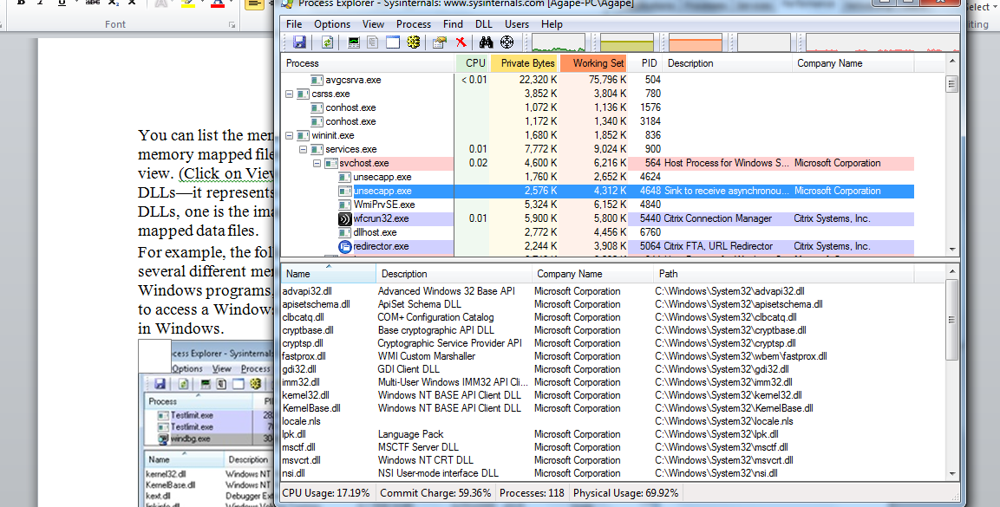 Font
You can list the mem
memory mapped file
view. (Click on View
DLLs—it represents
DLLs, one is the ima
mapped data files.
For example, the fol
several different mem
Windows programs,
to access a Windows
in Windows.
cess Explorer - Sysinternals
Options View Process
Process PI
Testlimit.exe 28
Testlimit.exe 7
windbg.exe 30
Name Description
kernel32.dll Windows NT
KernelBase.dll Windows NT
kext.dll Debugger Ext
linkinfo.dll Windows Vol
Process Explorer - Sysinternals: www.sysinternals.com [Agape-PC\Agape]
File Options View Process Find DLL Users Help
Process CPU Private Bytes Working Set PID Description Company Name
avgcsrva.exe < 0.01 22,320 K 75,796 K 504
csrss.exe 3,852 K 3,804 K 780
conhost.exe 1,072 K 1,136 K 1576
conhost.exe 1,172 K 1,340 K 3184
wininit.exe 1,680 K 1,852 K 836
services.exe 0.01 7,772 K 9,024 K 900
svchost.exe 0.02 4,600 K 6,216 K 564 Host Process for Windows S... Microsoft Corporation
unsecapp.exe 1,760 K 2,652 K 4624
unsecapp.exe 2,576 K 4,312 K 4648 Sink to receive asynchronou... Microsoft Corporation
WmiPrvSE.exe 5,324 K 6,152 K 4840
wfcrun32.exe 0.01 5,900 K 5,800 K 5440 Citrix Connection Manager Citrix Systems, Inc.
dllhost.exe 2,772 K 4,456 K 6760
redirector.exe 2,244 K 3,908 K 5064 Citrix FTA, URL Redirector Citrix Systems, Inc.
Name Description Company Name Path
advapi32.dll Advanced Windows 32 Base API Microsoft Corporation C:\Windows\System32\advapi32.dll
apisetschema.dll ApiSet Schema DLL Microsoft Corporation C:\Windows\System32\apisetschema.dll
clbcatq.dll COM+ Configuration Catalog Microsoft Corporation C:\Windows\System32\clbcatq.dll
cryptbase.dll Base cryptographic API DLL Microsoft Corporation C:\Windows\System32\cryptbase.dll
cryptsp.dll Cryptographic Service Provider API Microsoft Corporation C:\Windows\System32\cryptsp.dll
fastprox.dll WMI Custom Marshaller Microsoft Corporation C:\Windows\System32\wbem\fastprox.dll
gdi32.dll GDI Client DLL Microsoft Corporation C:\Windows\System32\gdi32.dll
imm32.dll Multi-User Windows IMM32 API Cli... Microsoft Corporation C:\Windows\System32\imm32.dll
kernel32.dll Windows NT BASE API Client DLL Microsoft Corporation C:\Windows\System32\kernel32.dll
KernelBase.dll Windows NT BASE API Client DLL Microsoft Corporation C:\Windows\System32\KernelBase.dll
locale.nls C:\Windows\System32\locale.nls
lpk.dll Language Pack Microsoft Corporation C:\Windows\System32\lpk.dll
msctf.dll MSCTF Server DLL Microsoft Corporation C:\Windows\System32\msctf.dll
msvcrt.dll Windows NT CRT DLL Microsoft Corporation C:\Windows\System32\msvcrt.dll
nsi.dll NSI User-mode interface DLL Microsoft Corporation C:\Windows\System32\nsi.dll
CPU Usage: 17.19% Commit Charge: 59.36% Processes: 118 Physical Usage: 69.92%
elect
iting